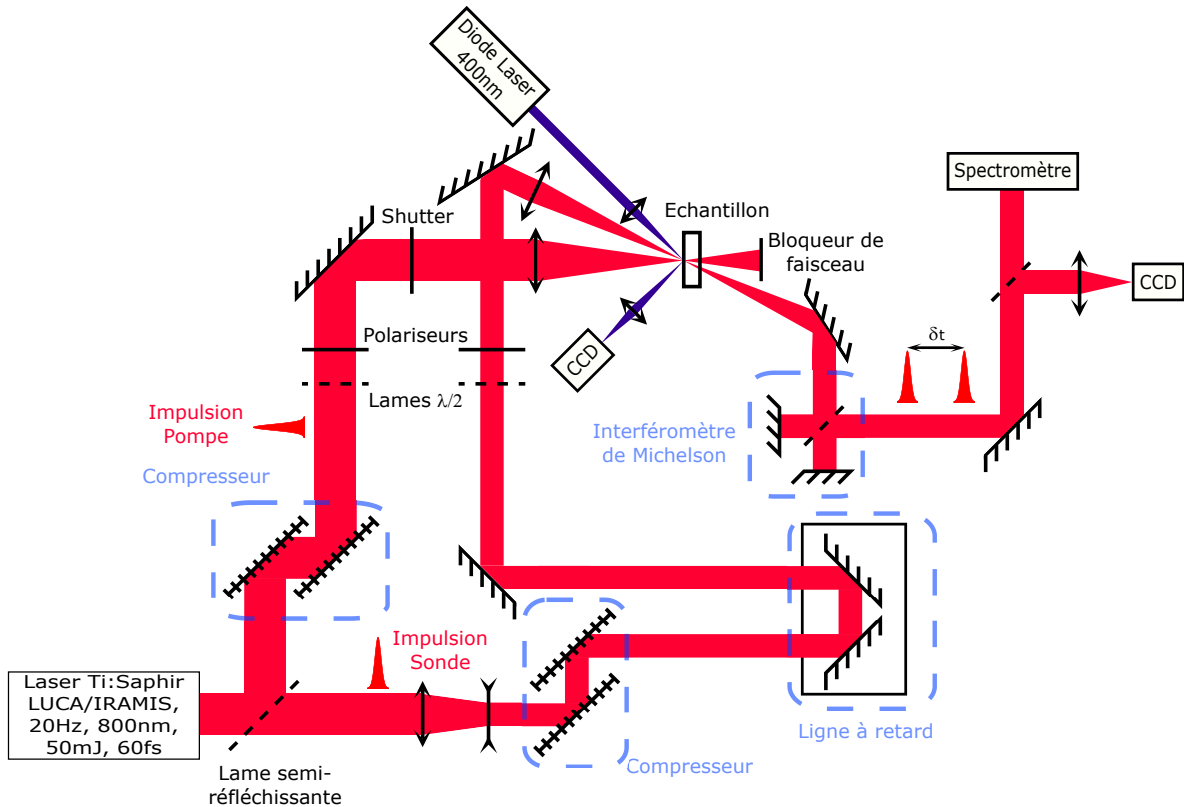 Diode Laser
400nm
Spectromètre
Shutter
Echantillon
Bloqueur de
faisceau
CCD
Polariseurs
CCD
δt
Lames λ/2
Impulsion
Pompe
Interféromètre
de Michelson
Compresseur
Impulsion
Sonde
Laser Ti:Saphir
LUCA/IRAMIS,
20Hz, 800nm,
50mJ, 60fs
Ligne à retard
Compresseur
Lame semi-
réfléchissante